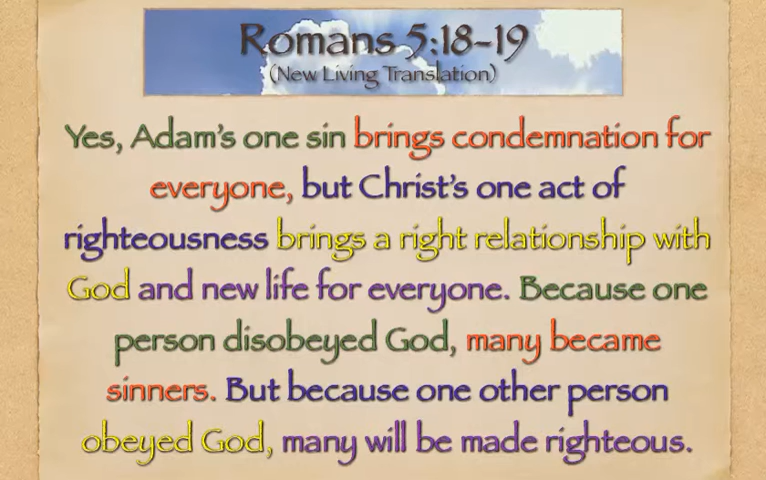 Romans 5:18-19
(New Living Translation)
Yes, Adam's one sin brings condemnation for
everyone, but Christ's one act of
righteousness brings a right relationship with
God and new life for everyone. Because one
person disobeyed God, many became
sinners. But because one other person
obeyed God, many will be made righteous.